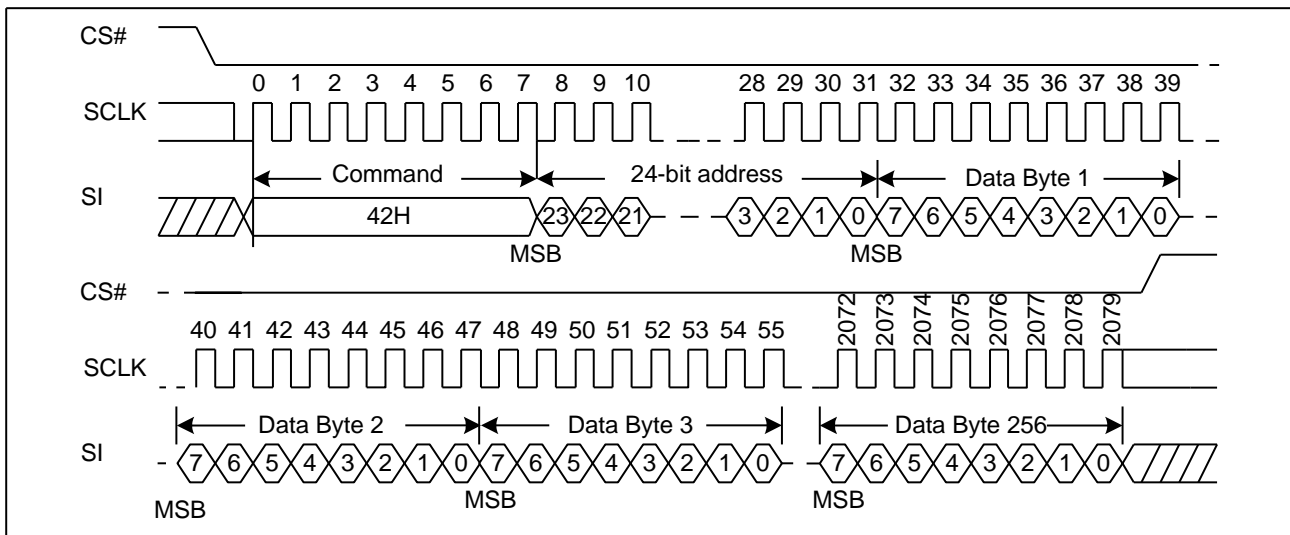 CS#
0 1 2 3 4 5 6 7 8 9 10 28 29 30 31 32 33 34 35 36 37 38 39
SCLK
Command 24-bit address Data Byte 1
SI
42H 23 22 21 3 2 1 0 7 6 5 4 3 2 1 0
MSB MSB
CS#
40 41 42 43 44 45 46 47 48 49 50 51 52 53 54 55 2072 2073 2074 2075 2076 2077 2078 2079
SCLK
Data Byte 2 Data Byte 3 Data Byte 256
SI
7 6 5 4 3 2 1 0 7 6 5 4 3 2 1 0 7 6 5 4 3 2 1 0
MSB MSB MSB